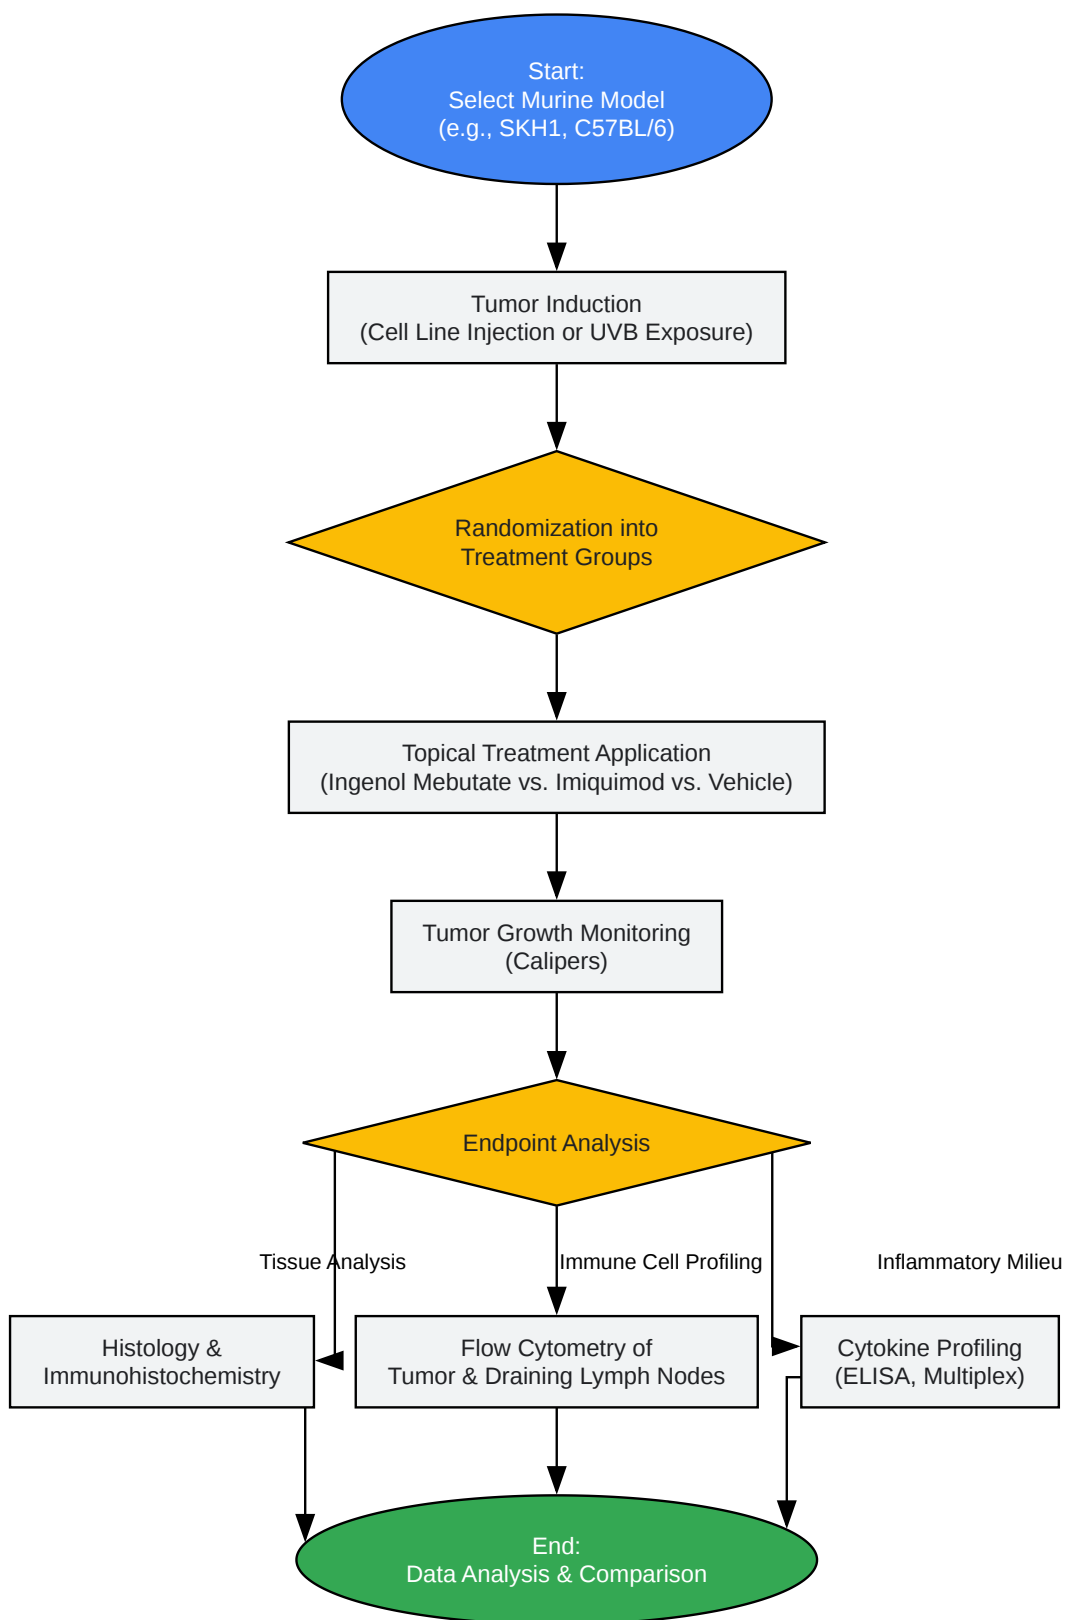 Start:
Select Murine Model
(e.g., SKH1, C57BL/6)
Tumor Induction
(Cell Line Injection or UVB Exposure)
Randomization into
Treatment Groups
Topical Treatment Application
(Ingenol Mebutate vs. Imiquimod vs. Vehicle)
Tumor Growth Monitoring
(Calipers)
Endpoint Analysis
Tissue Analysis
Immune Cell Profiling
Inflammatory Milieu
Histology &
Immunohistochemistry
Flow Cytometry of
Tumor & Draining Lymph Nodes
Cytokine Profiling
(ELISA, Multiplex)
End:
Data Analysis & Comparison